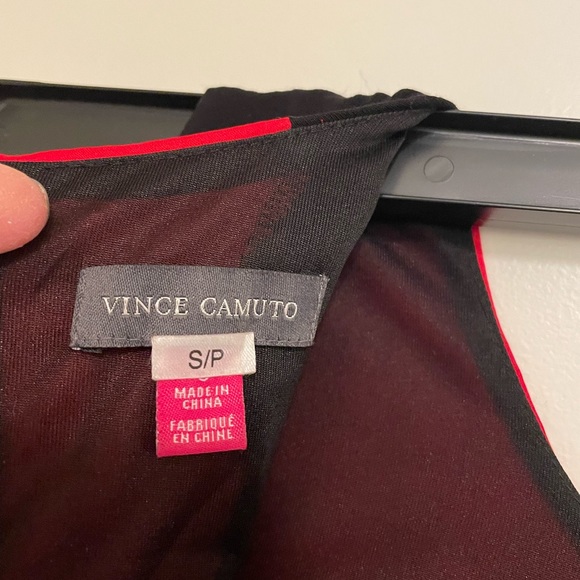 VINCE CAMUTO
S/P
MADE IN
CHINA
FABRIQUÉ
EN CHINE